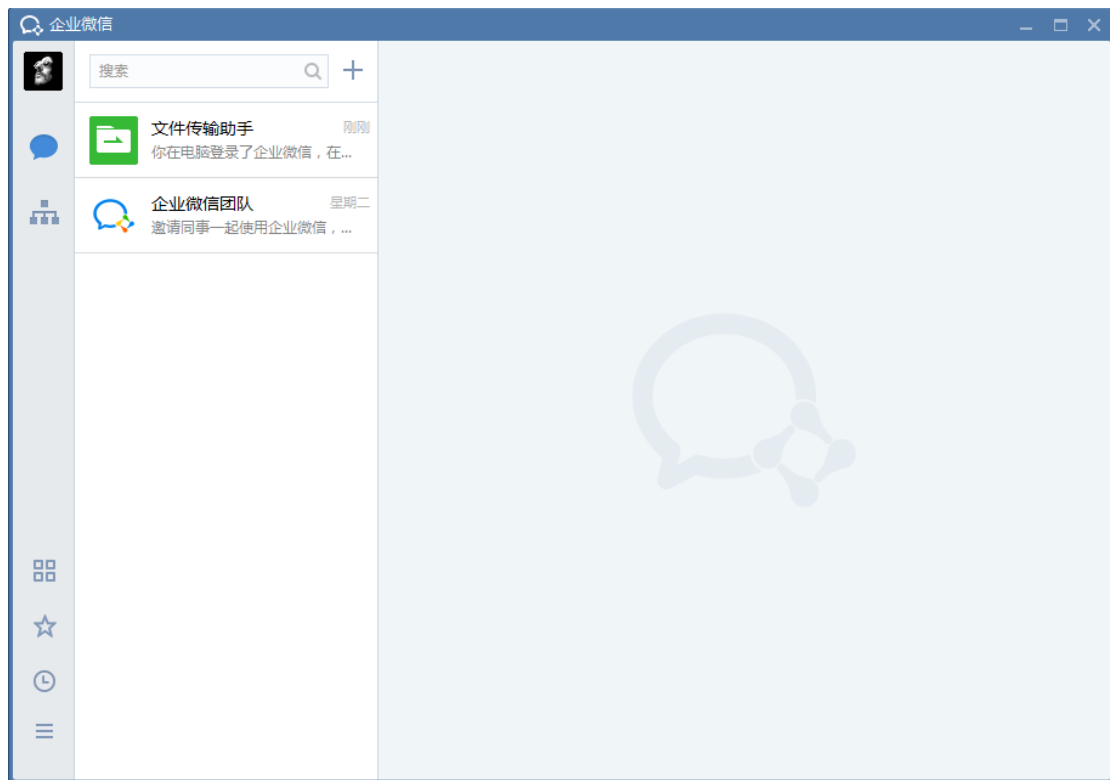 企业微信
搜索
文件传输助手 刚刚
你在电脑登录了企业微信，在...
企业微信团队 星期二
邀请同事一起使用企业微信，...